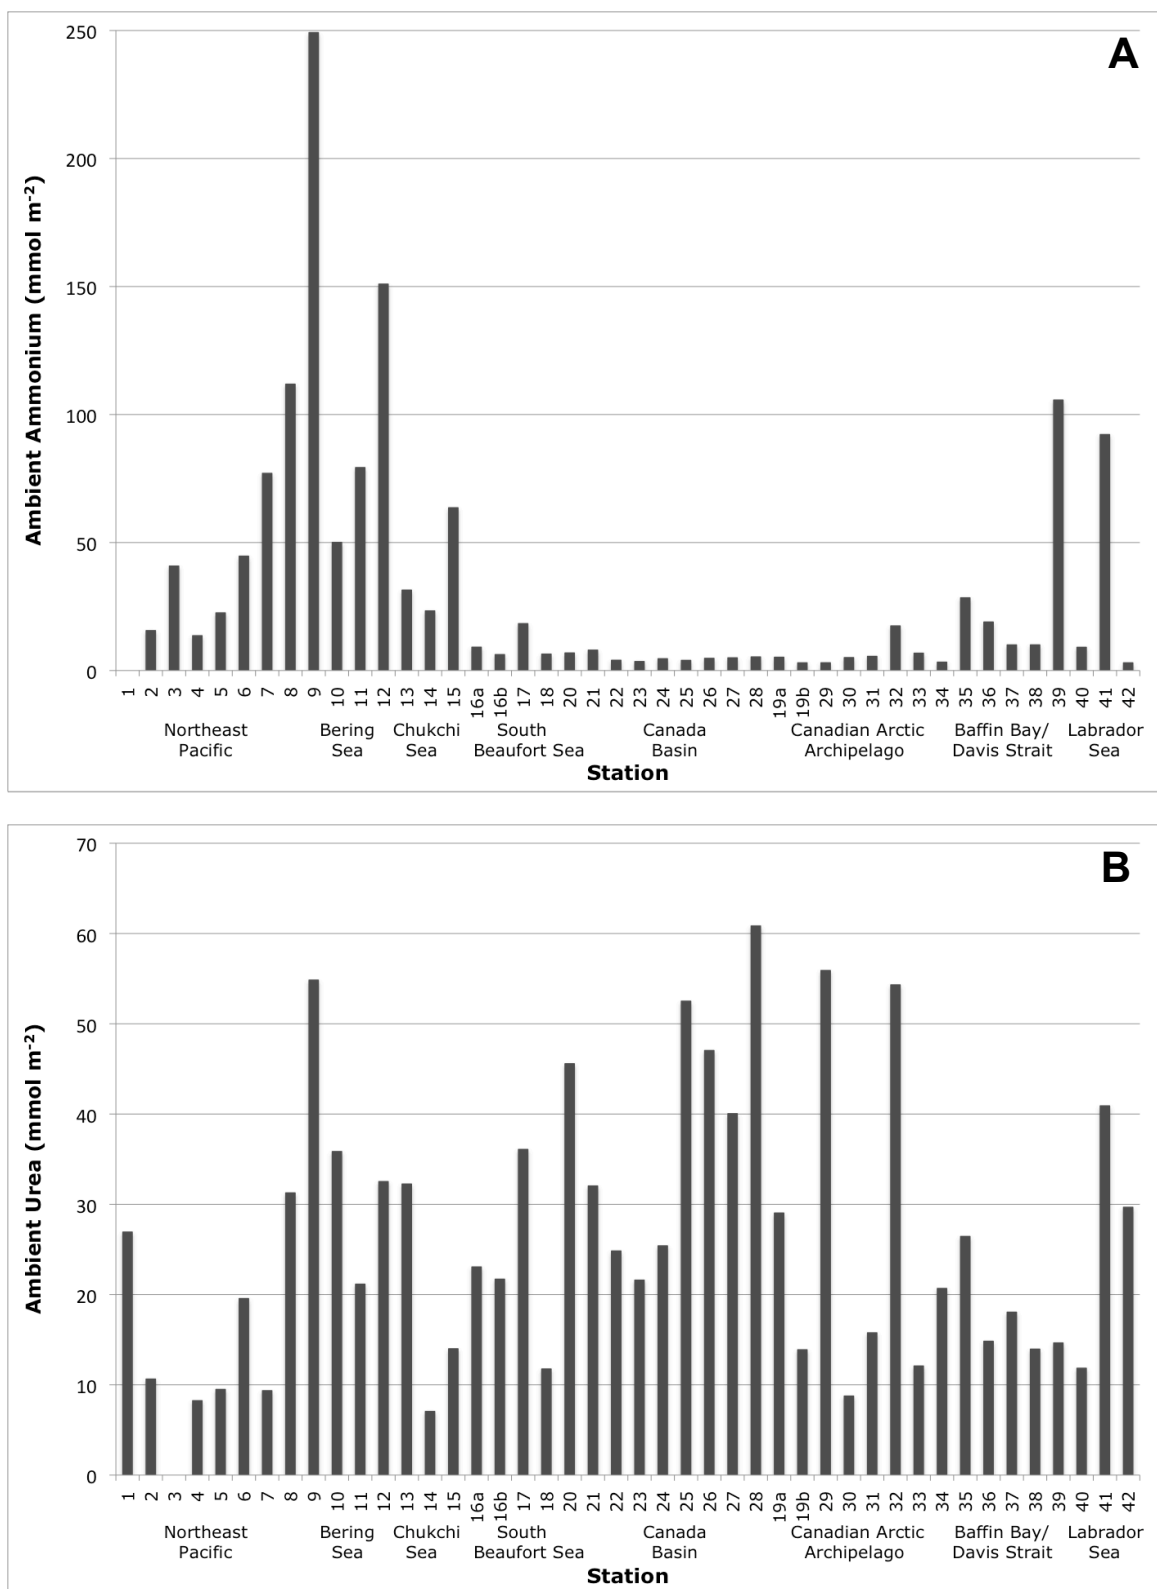 A
250
200
150
100
50
0
Ambient Ammonium (mmol m-2)
1 2 3 4 5 6 7 8 9 10 11 12 13 14 15 16a 16b 17 18 20 21 22 23 24 25 26 27 28 19a 19b 29 30 31 32 33 34 35 36 37 38 39 40 41 42
Northeast Bering Chukchi South Canada Canadian Arctic Baffin Bay/ Labrador
Pacific Sea Sea Beaufort Sea Basin Archipelago Davis Strait Sea
Station
B
70
60
50
40
30
20
10
0
Ambient Urea (mmol m-2)
1 2 3 4 5 6 7 8 9 10 11 12 13 14 15 16a 16b 17 18 20 21 22 23 24 25 26 27 28 19a 19b 29 30 31 32 33 34 35 36 37 38 39 40 41 42
Northeast Bering Chukchi South Canada Canadian Arctic Baffin Bay/ Labrador
Pacific Sea Sea Beaufort Sea Basin Archipelago Davis Strait Sea
Station